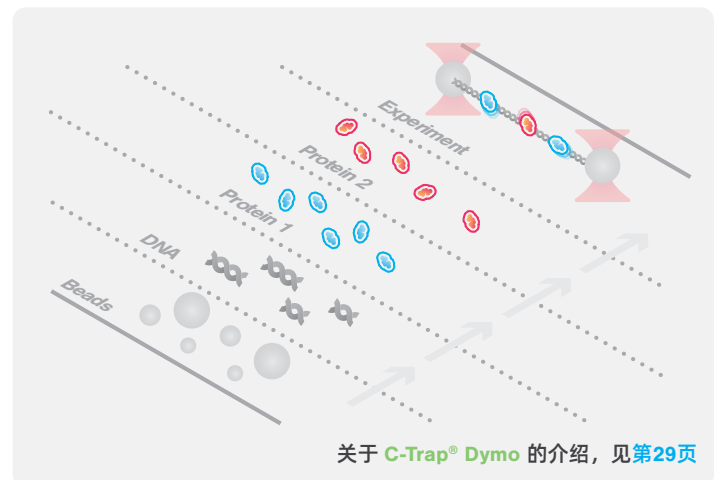 Experiment
Protein 2
Protein 1
DNA
Beads
关于 C-Trap® Dymo 的介绍，见第29页